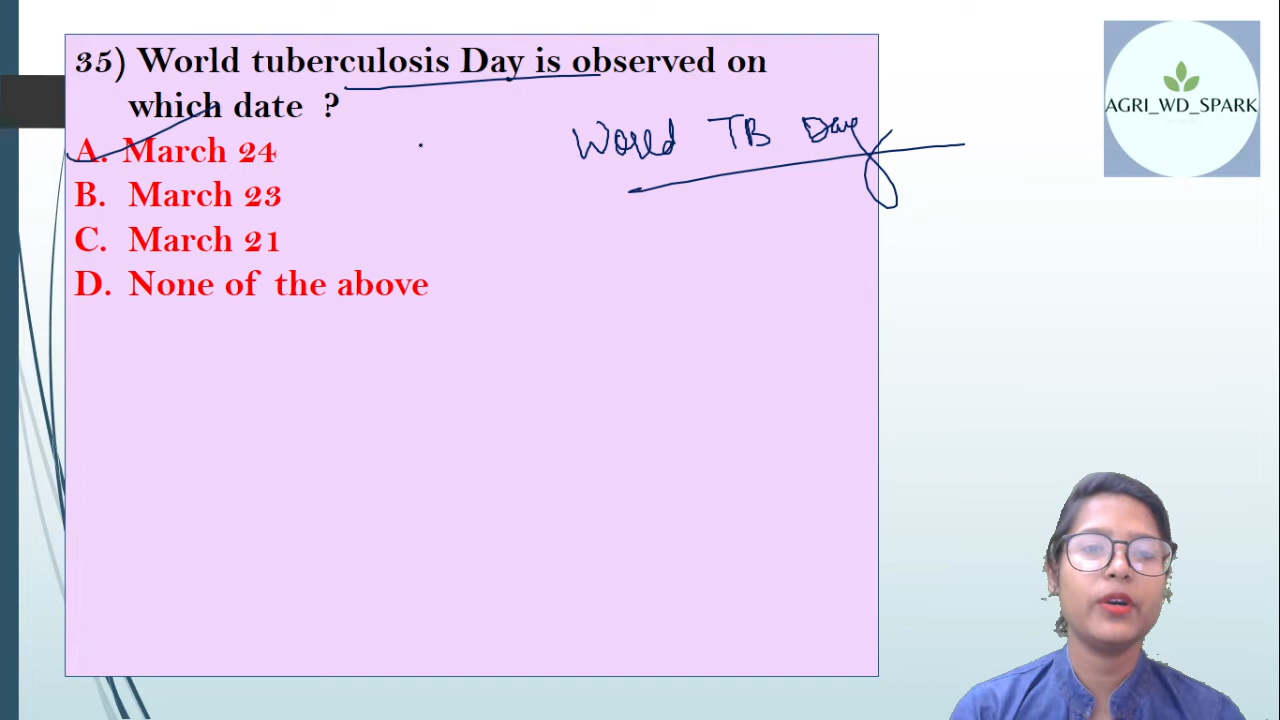 35) World tuberculosis Day is observed on
which date ?
A. March 24
B. March 23
C. March 21
D. None of the above
World TB Day
AGRI_WD_SPARK